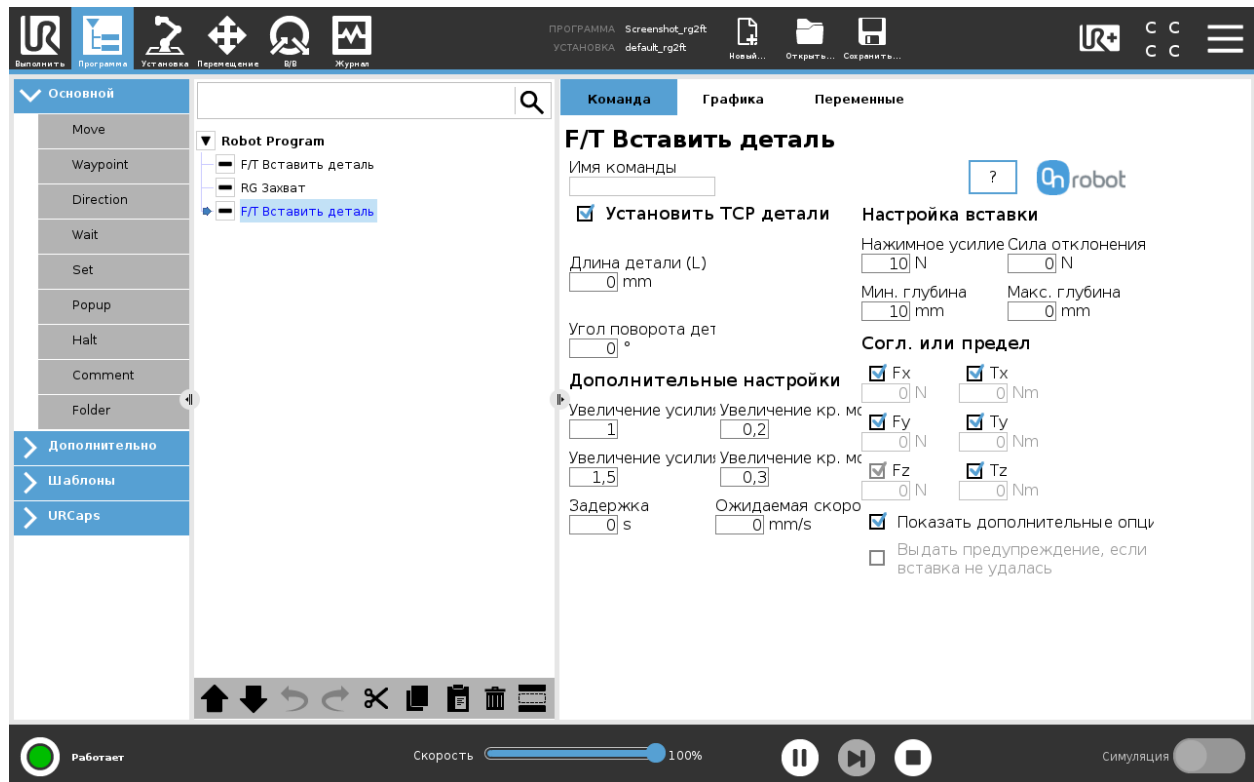 ПРОГРАММА Screenshot_rg2ft
УСТАНОВКА default_rg2ft
UR
UR+
C C
C C
Выполнить Программа Установка Перемещение В/В Журнал
Новый... Открыть... Сохранить...
Основной
Move
Waypoint
Direction
Wait
Set
Popup
Halt
Comment
Folder
Дополнительно
Шаблоны
URCaps
Robot Program
F/T Вставить деталь
RG Захват
F/T Вставить деталь
Команда Графика Переменные
F/T Вставить деталь
Имя команды
? On robot
Установить TCP детали
Длина детали (L)
0 mm
Угол поворота дет
0 °
Дополнительные настройки
Увеличение усилия Увеличение кр. мо
1 0,2
Увеличение усилия Увеличение кр. мо
1,5 0,3
Задержка Ожидаемая скоро
0 s 0 mm/s
Настройка вставки
Нажимное усилие Сила отклонения
10 N 0 N
Мин. глубина Макс. глубина
10 mm 0 mm
Согл. или предел
Fx Tx
0 N 0 Nm
Fy Ty
0 N 0 Nm
Fz Tz
0 N 0 Nm
Показать дополнительные опци
Выдать предупреждение, если
вставка не удалась
Работает
Скорость 100%
Симуляция